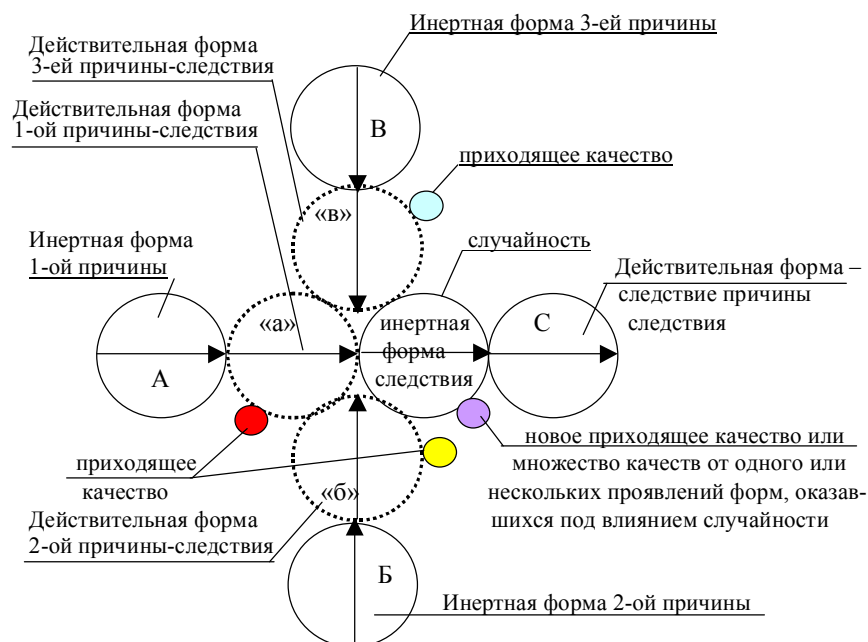 Инертная форма 3-ей причины
Действительная форма
3-ей причины-следствия
Действительная форма
1-ой причины-следствия
В
приходящее качество
«в»
Инертная форма
1-ой причины
случайность
Действительная форма –
следствие причины
следствия
«а»
инертная
форма
следствия
С
А
приходящее
качество
новое приходящее качество или
множество качеств от одного или
нескольких проявлений форм, оказав-
шихся под влиянием случайности
«б»
Действительная форма
2-ой причины-следствия
Б
Инертная форма 2-ой причины